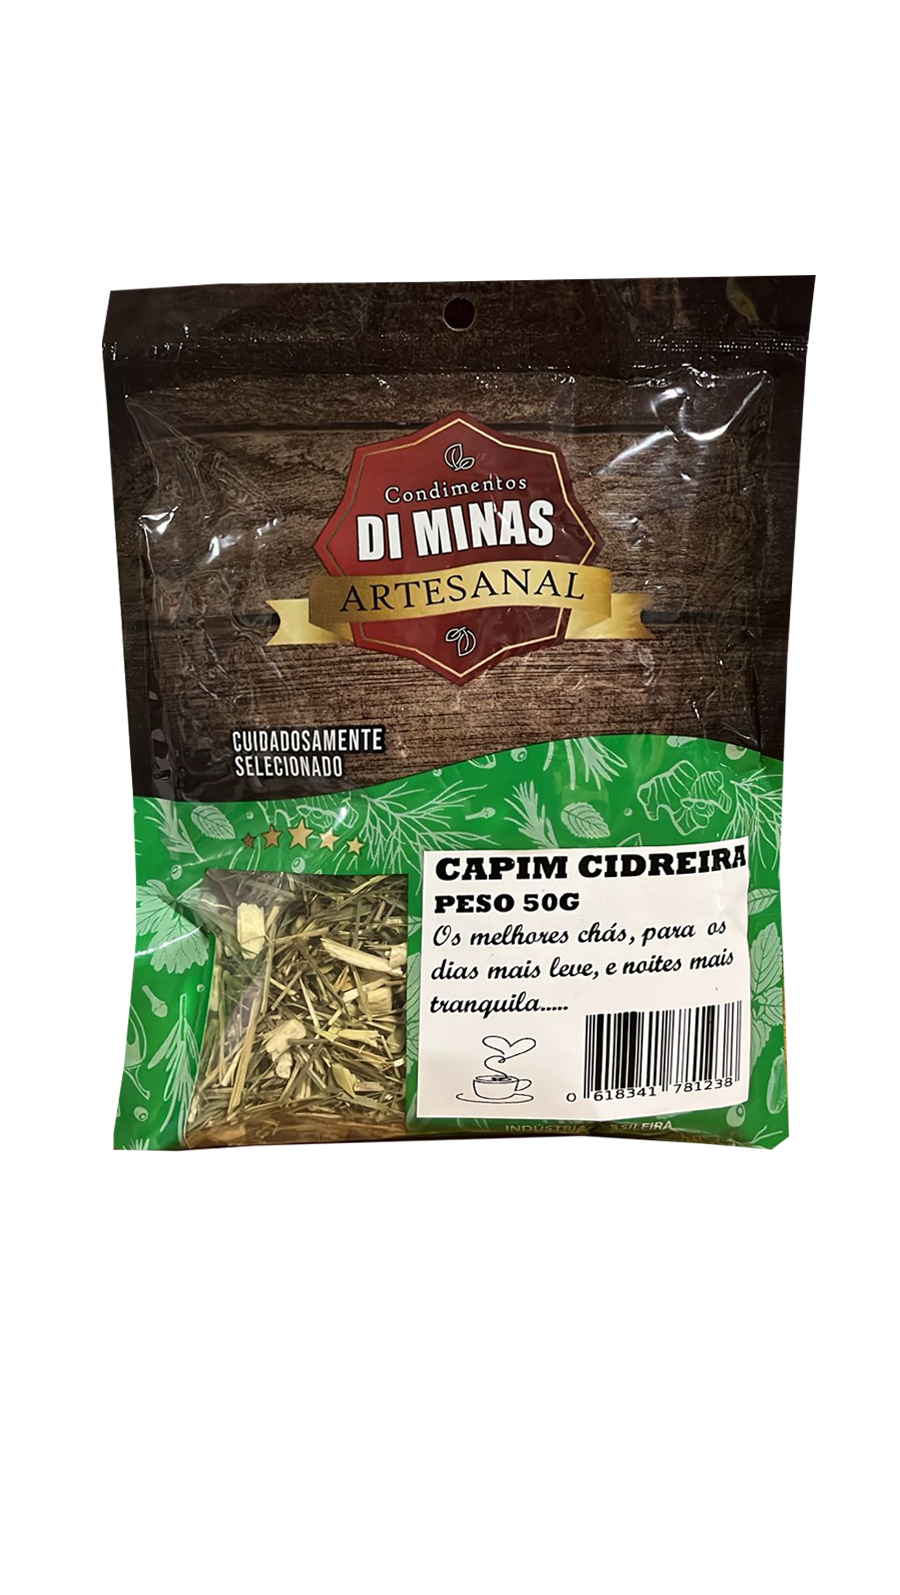 Condimentos
DI MINAS
ARTESANAL
CUIDADOSAMENTE
SELECIONADO
CAPIM CIDREIRA
PESO 50G
Os melhores chás, para os
dias mais leve, e noites mais
tranquila.....
0 618341 781238